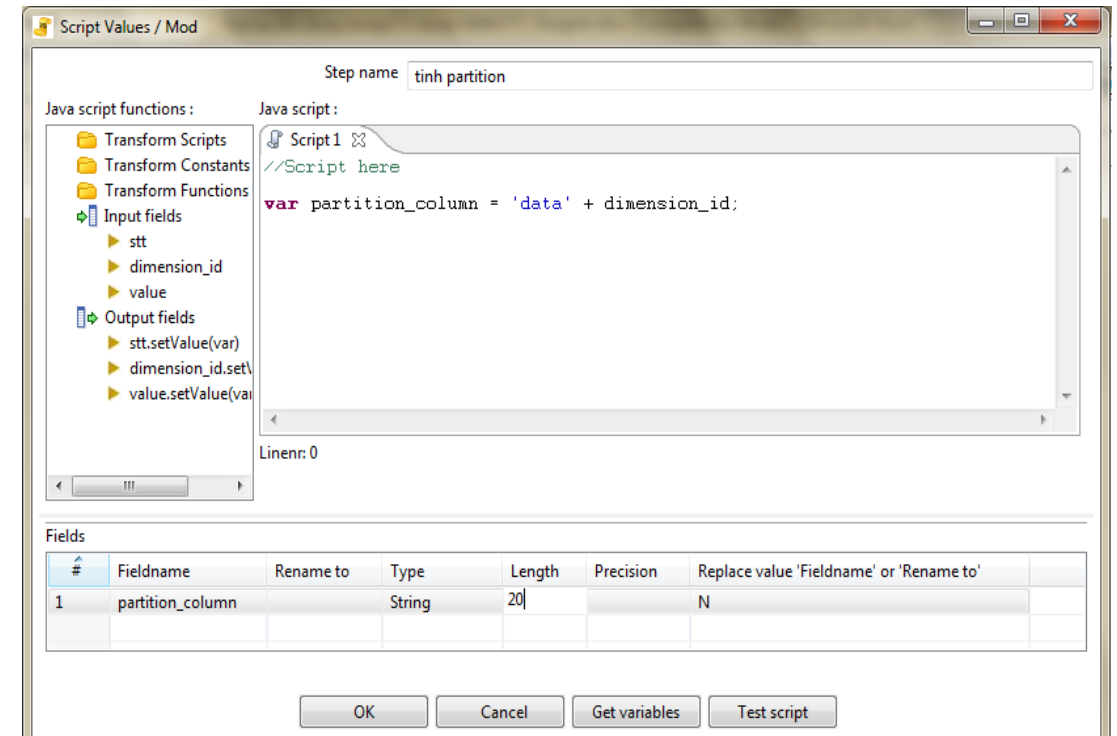 Script Values / Mod
Step name tinh partition
Java script functions : Java script :
Transform Scripts
Transform Constants
Transform Functions
Input fields
stt
dimension_id
value
Output fields
stt.setValue(var)
dimension_id.set\
value.setValue(vai
Script 1
//Script here
var partition_column = 'data' + dimension_id;
Linenr: 0
Fields
# Fieldname Rename to Type Length Precision Replace value 'Fieldname' or 'Rename to'
1 partition_column String 20 N
OK Cancel Get variables Test script